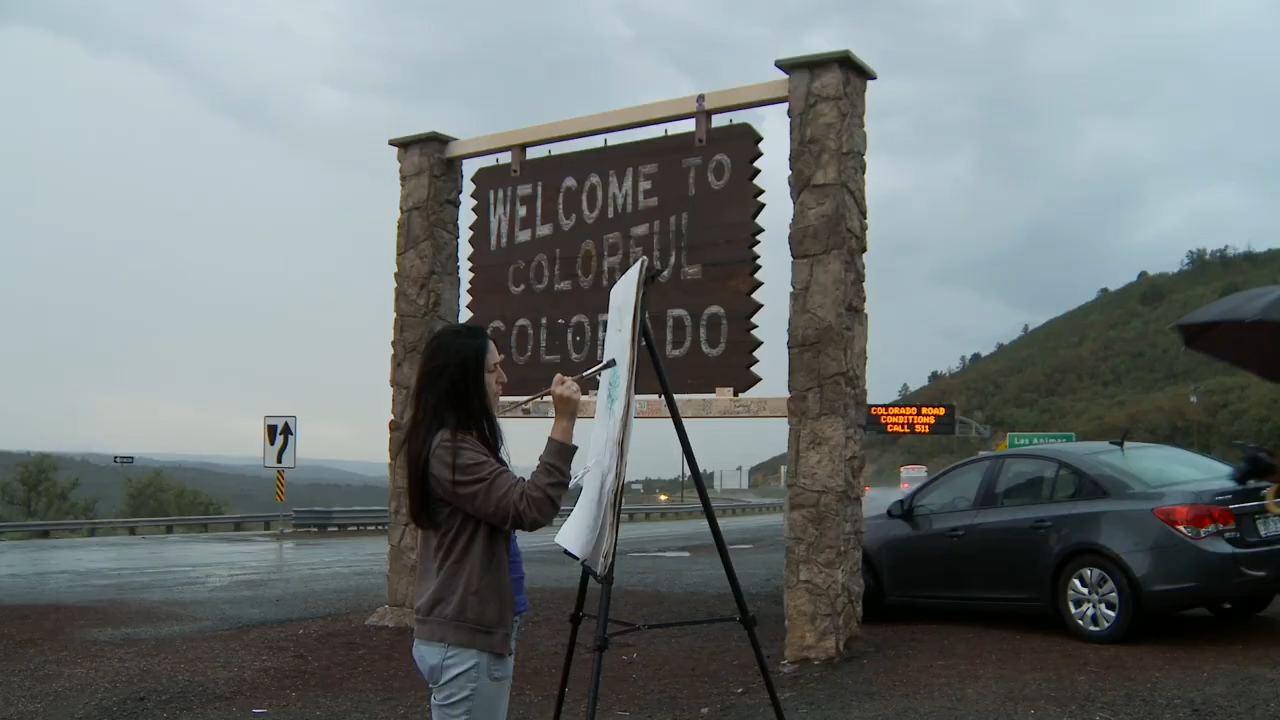 WELCOME TO
COLORFUL
COLORADO
COLORADO ROAD
CONDITIONS
CALL 511
Las Animas